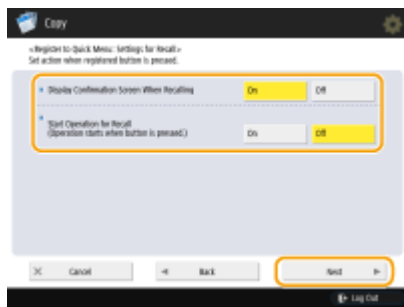 Copy
<Register to Quick Menu: Settings for Recall>
Set action when registered button is pressed.
Display Confirmation Screen When Recalling
On
Off
Start Operation for Recall
(Operation starts when button is pressed.)
On
Off
Cancel
Back
Next
Log Out